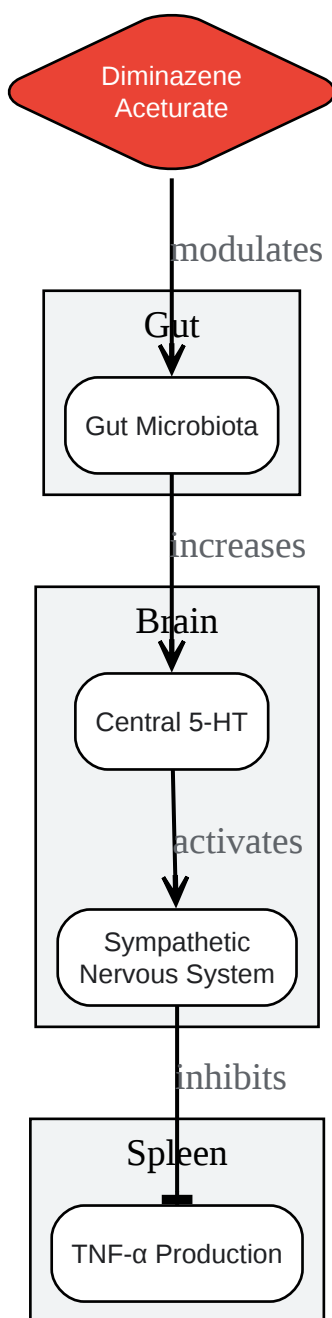 Diminazene
Aceturate
modulates
Gut
Gut Microbiota
increases
Brain
Central 5-HT
activates
Sympathetic
Nervous System
inhibits
Spleen
TNF-α Production